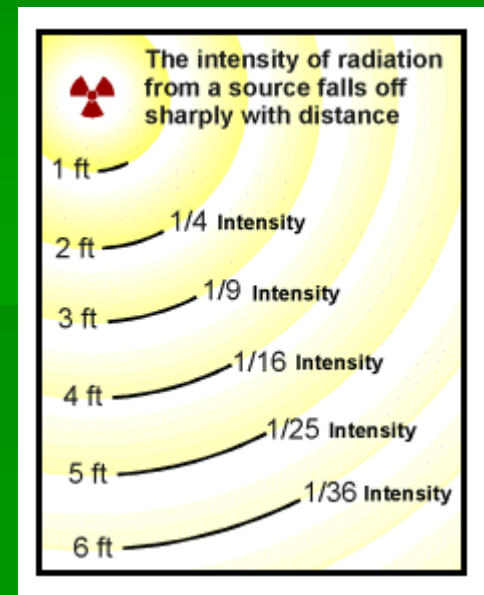 The intensity of radiation
from a source falls off
sharply with distance
1 ft
1/4 Intensity
2 ft
1/9 Intensity
3 ft
1/16 Intensity
4 ft
1/25 Intensity
5 ft
1/36 Intensity
6 ft